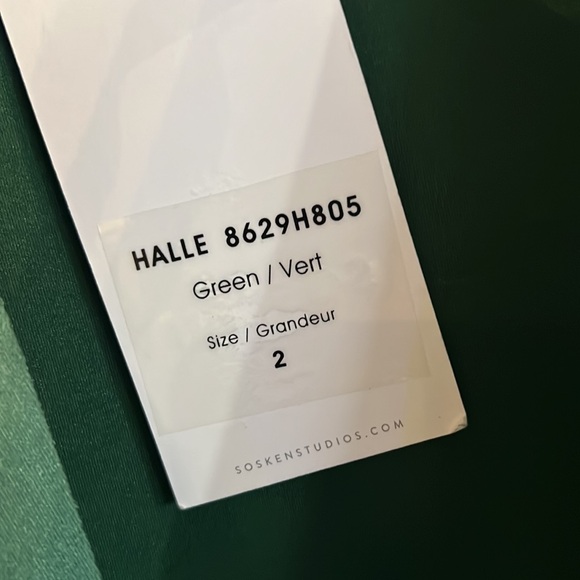 HALLE 8629H805
Green / Vert
Size / Grandeur
2
SOSKENSTUDIOS.COM